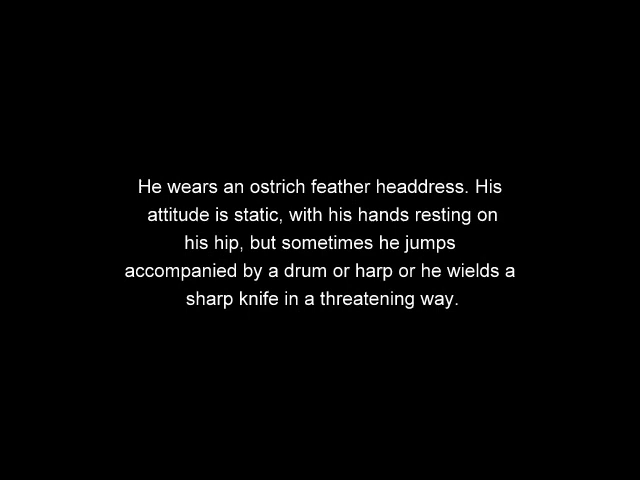 He wears an ostrich feather headdress. His
attitude is static, with his hands resting on
his hip, but sometimes he jumps
accompanied by a drum or harp or he wields a
sharp knife in a threatening way.